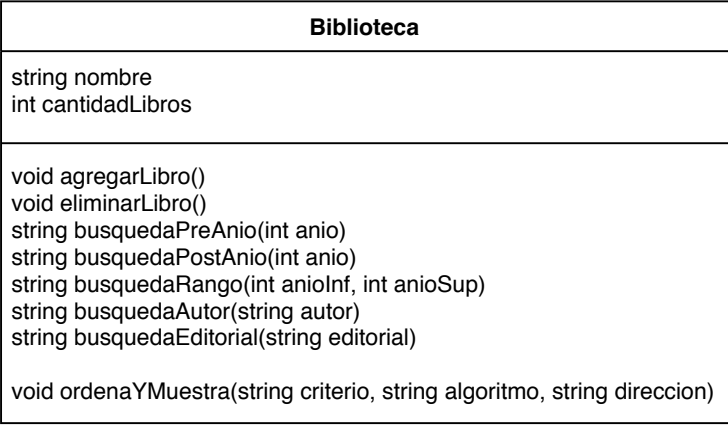 Biblioteca
string nombre
int cantidadLibros
void agregarLibro()
void eliminarLibro()
string busquedaPreAnio(int anio)
string busquedaPostAnio(int anio)
string busquedaRango(int anioInf, int anioSup)
string busquedaAutor(string autor)
string busquedaEditorial(string editorial)
void ordenaYMuestra(string criterio, string algoritmo, string direccion)